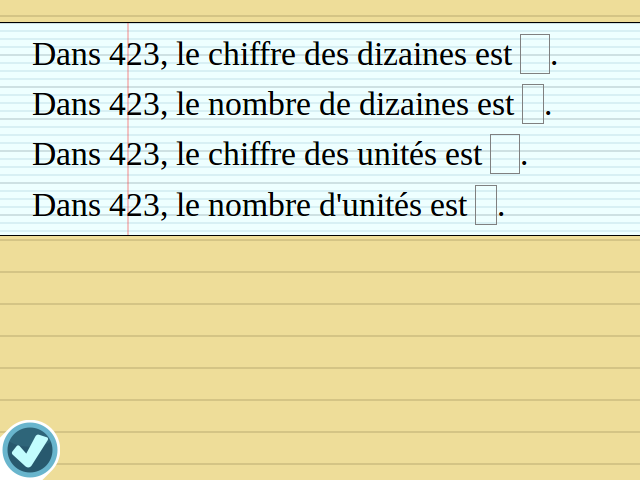 Dans 423, le chiffre des dizaines est .
Dans 423, le nombre de dizaines est .
Dans 423, le chiffre des unités est .
Dans 423, le nombre d'unités est .